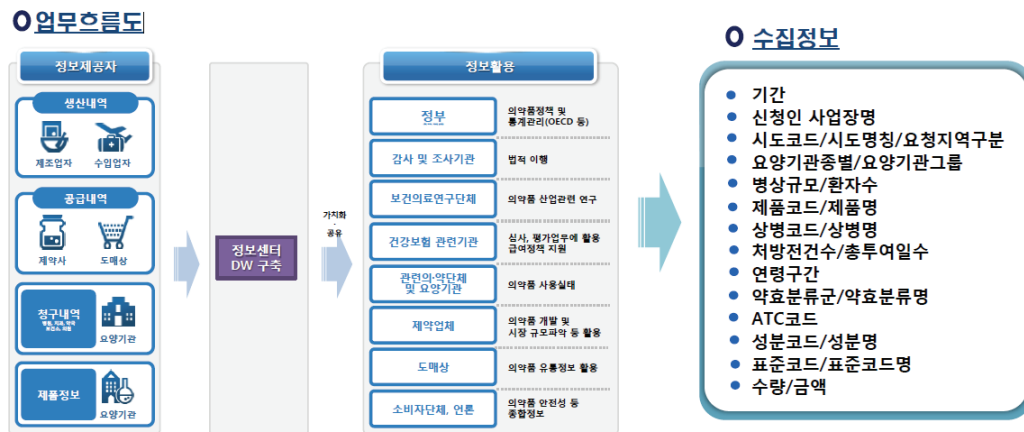 업무흐름도
정보제공자
생산내역
제조업자
수입업자
공급내역
제약사
도매상
청구내역
요양기관
제품정보
요양기관
정보센터
DW 구축
가치화
공유
정보활용
정부
의약품정책 및
통계관리(OECD 등)
감사 및 조사기관
법적 이행
보건의료연구단체
의약품 산업관련 연구
건강보험 관련기관
심사, 평가업무에 활용
급여정책 지원
관련의·약단체
및 요양기관
의약품 사용실태
제약업체
의약품 개발 및
시장 규모파악 등 활용
도매상
의약품 유통정보 활용
소비자단체, 언론
의약품 안전성 등
종합정보
수집정보
기간
신청인 사업장명
시도코드/시도명칭/요청지역구분
요양기관종별/요양기관그룹
병상규모/환자수
제품코드/제품명
상병코드/상병명
처방전건수/총투여일수
연령구간
약효분류군/약효분류명
ATC코드
성분코드/성분명
표준코드/표준코드명
수량/금액